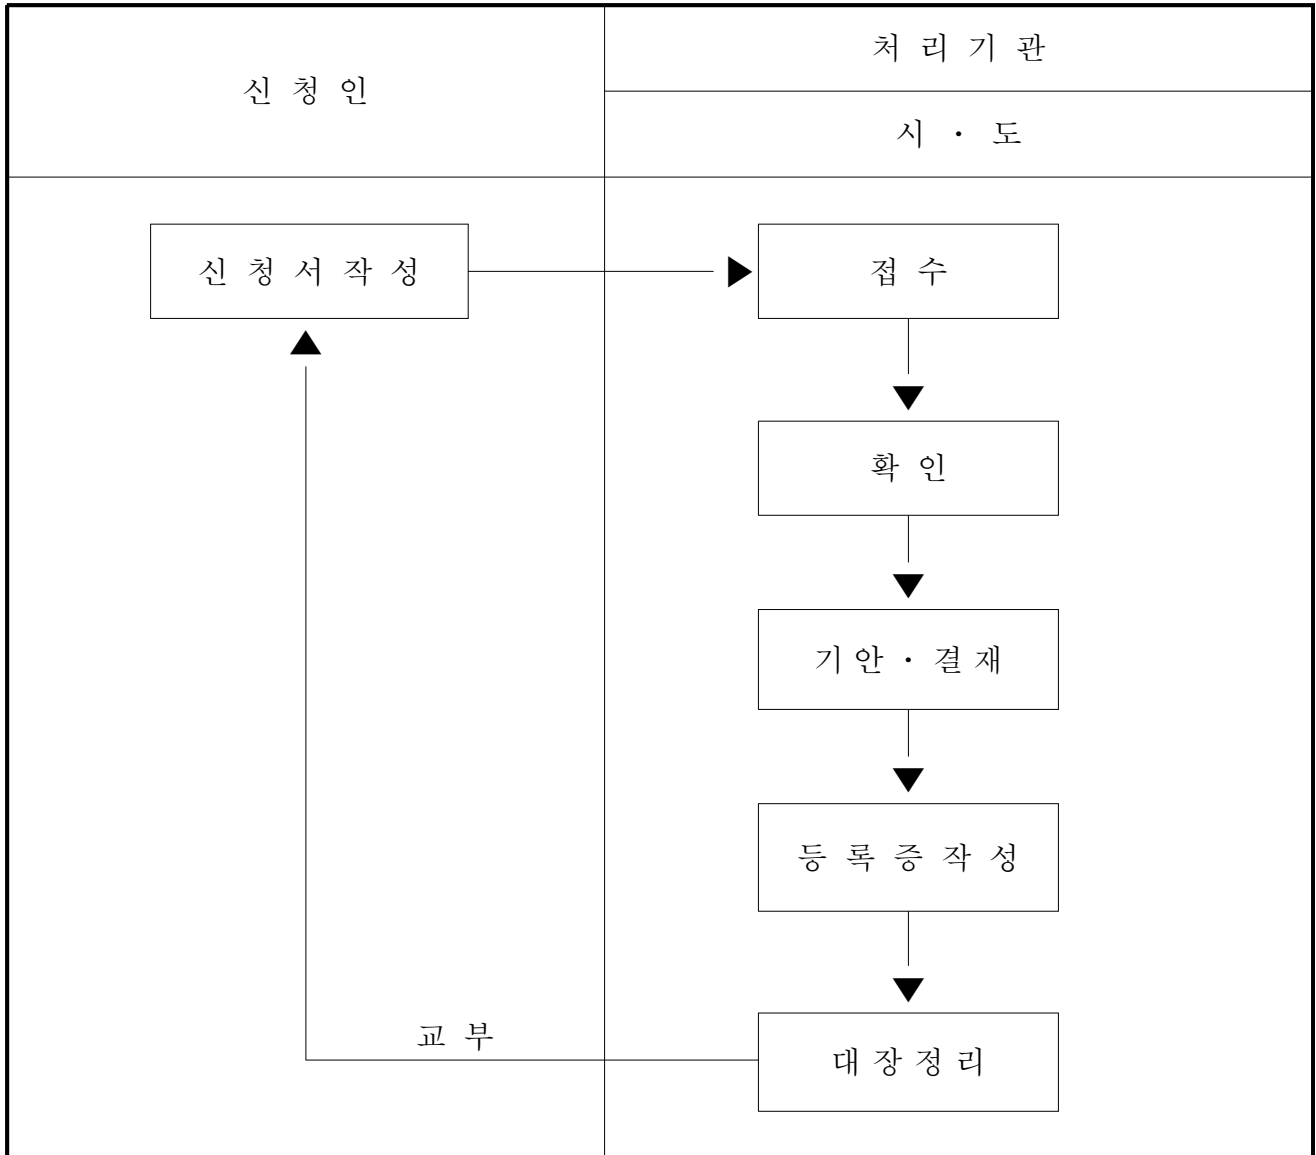 신 청 인
처 리 기 관
시 · 도
신 청 서 작 성
접 수
확 인
기 안 · 결 재
등 록 증 작 성
교 부
대 장 정 리